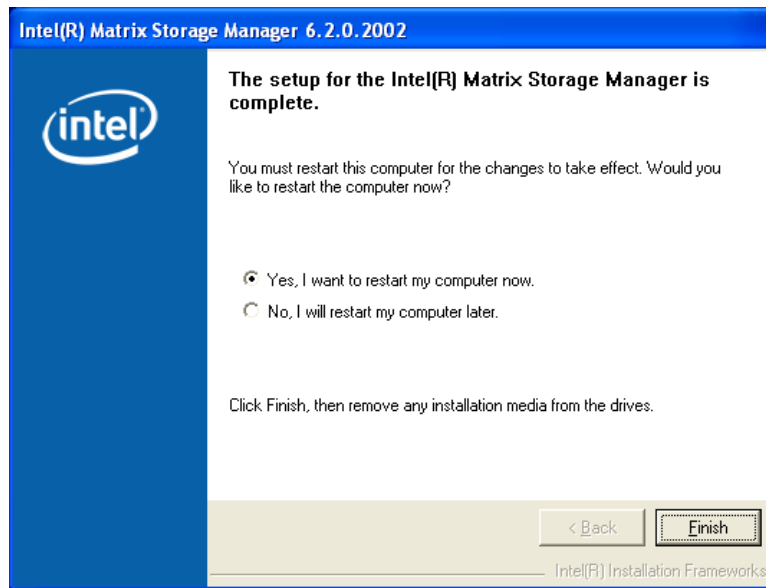 Intel(R) Matrix Storage Manager 6.2.0.2002
intel
The setup for the Intel(R) Matrix Storage Manager is
complete.
You must restart this computer for the changes to take effect. Would you
like to restart the computer now?
Yes, I want to restart my computer now.
No, I will restart my computer later.
Click Finish, then remove any installation media from the drives.
< Back
Finish
Intel(R) Installation Frameworks